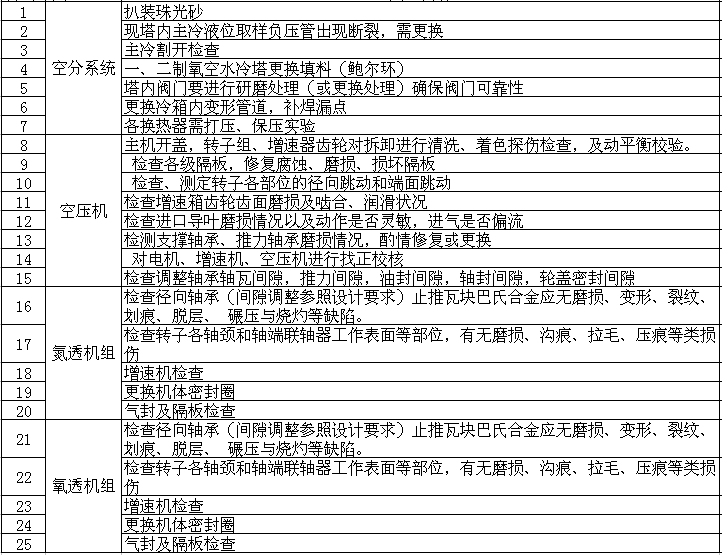 1 扒装珠光砂
2 现塔内主冷液位取样负压管出现断裂，需更换
3 主冷割开检查
空分系统
4 一、二制氧空水冷塔更换填料（鲍尔环）
5 塔内阀门要进行研磨处理（或更换处理）确保阀门可靠性
6 更换冷箱内变形管道，补焊漏点
7 各换热器需打压、保压实验
8 主机开盖，转子组、增速器齿轮对拆卸进行清洗、着色探伤检查，及动平衡校验。
9 检查各级隔板，修复腐蚀、磨损、损坏隔板
10 检查、测定转子各部位的径向跳动和端面跳动
11 检查增速箱齿轮齿面磨损及啮合、润滑状况
空压机
12 检查进口导叶磨损情况以及动作是否灵敏，进气是否偏流
13 检测支撑轴承、推力轴承磨损情况，酌情修复或更换
14 对电机、增速机、空压机进行找正校核
15 检查调整轴承轴瓦间隙，推力间隙，油封间隙，轴封间隙，轮盖密封间隙
16 检查径向轴承（间隙调整参照设计要求）止推瓦块巴氏合金应无磨损、变形、裂纹、
划痕、脱层、 碾压与烧灼等缺陷。
17 检查转子各轴颈和轴端联轴器工作表面等部位，有无磨损、沟痕、拉毛、压痕等类损
伤
氮透机组
18 增速机检查
19 更换机体密封圈
20 气封及隔板检查
21 检查径向轴承（间隙调整参照设计要求）止推瓦块巴氏合金应无磨损、变形、裂纹、
划痕、脱层、 碾压与烧灼等缺陷。
22 检查转子各轴颈和轴端联轴器工作表面等部位，有无磨损、沟痕、拉毛、压痕等类损
伤
氧透机组
23 增速机检查
24 更换机体密封圈
25 气封及隔板检查